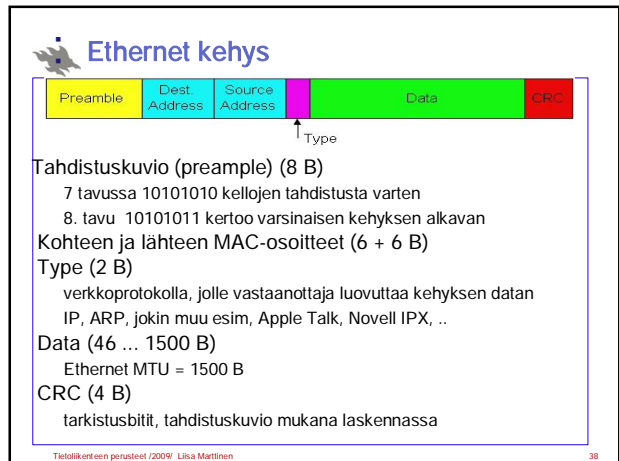 Ethernet kehys
Preamble
Dest. Address
Source Address
Data
CRC
Type
Tahdistuskuvio (preample) (8 B)
7 tavussa 10101010 kellojen tahdistusta varten
8. tavu 10101011 kertoo varsinaisen kehyksen alkavan
Kohteen ja lähteen MAC-osoitteet (6 + 6 B)
Type (2 B)
verkkoprotokolla, jolle vastaanottaja luovuttaa kehyksen datan
IP, ARP, jokin muu esim, Apple Talk, Novell IPX, ..
Data (46 ... 1500 B)
Ethernet MTU = 1500 B
CRC (4 B)
tarkistusbitit, tahdistuskuvio mukana laskennassa
Tietoliikenteen perusteet /2009/ Liisa Marttinen
38